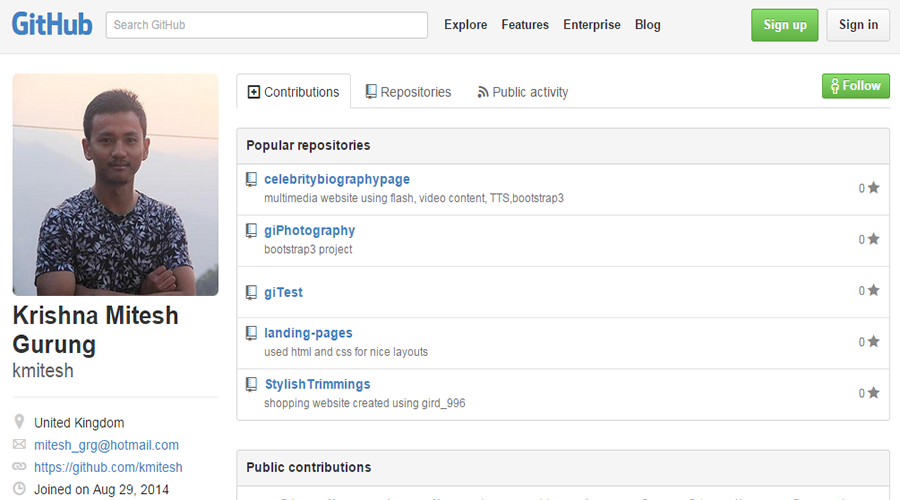 GitHub Search GitHub Explore Features Enterprise Blog Sign up Sign in
Contributions Repositories Public activity Follow
Krishna Mitesh
Gurung
kmitesh
United Kingdom
mitesh_grg@hotmail.com
https://github.com/kmitesh
Joined on Aug 29, 2014
Popular repositories
celebritybiographypage
multimedia website using flash, video content, TTS,bootstrap3
0
giPhotography
bootstrap3 project
0
giTest
0
landing-pages
used html and css for nice layouts
0
StylishTrimmings
shopping website created using gird_996
0
Public contributions